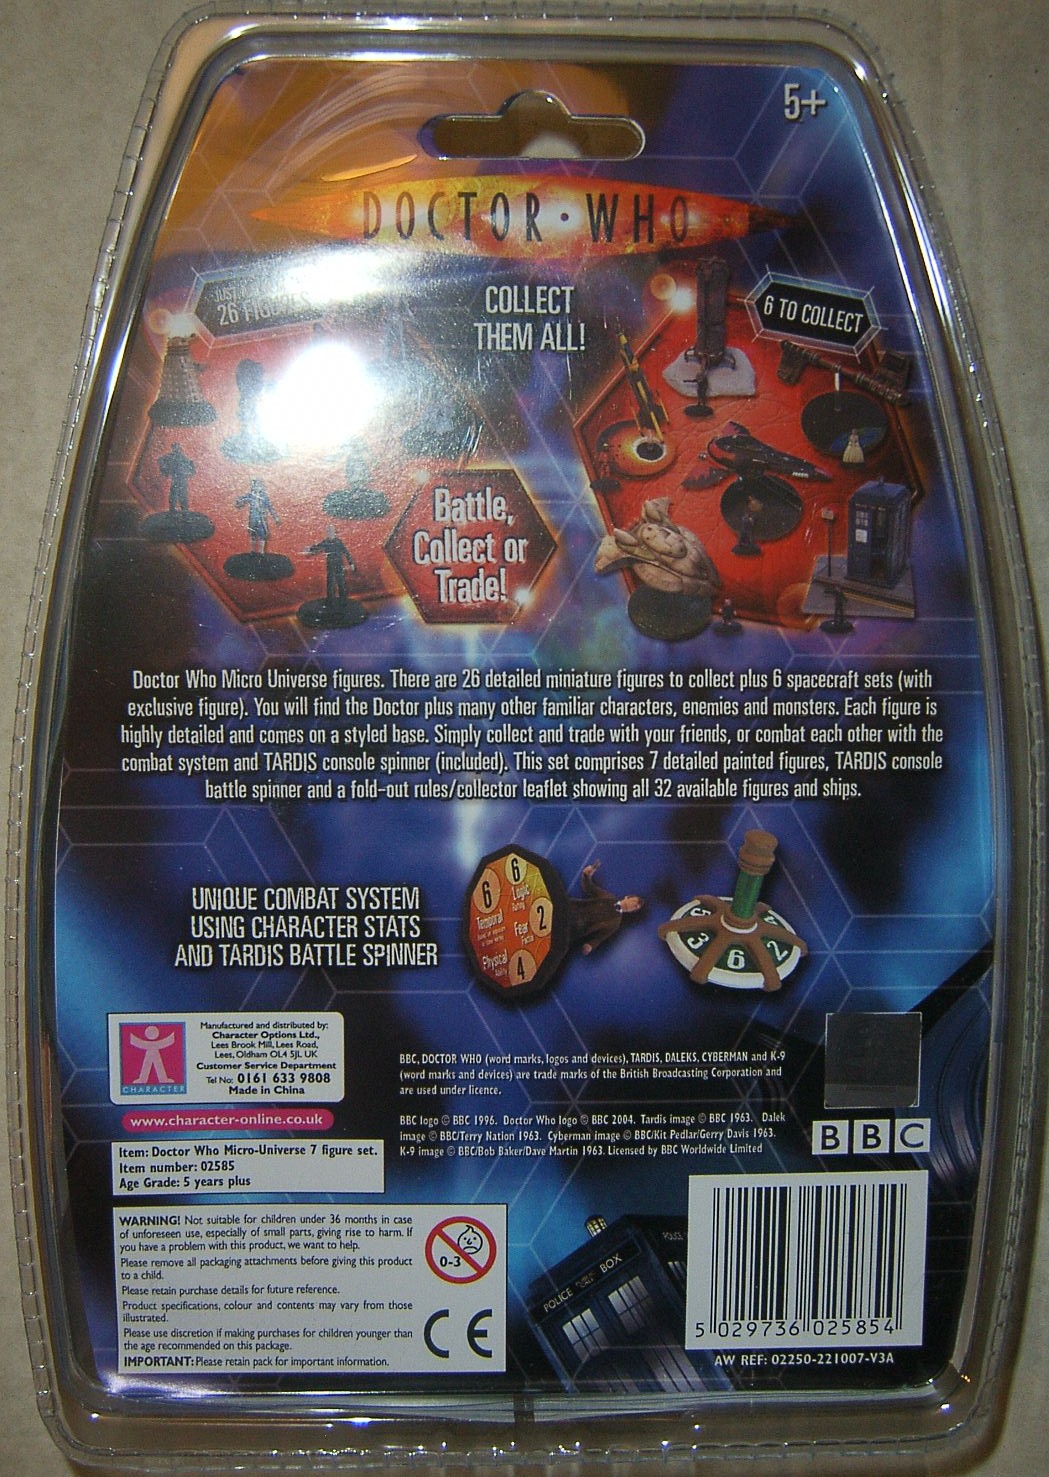 5+
DOCTOR·WHO
26 FIGURES
COLLECT
THEM ALL!
6 TO COLLECT
Battle,
Collect or
Trade!
Doctor Who Micro Universe figures. There are 26 detailed miniature figures to collect plus 6 spacecraft sets (with
exclusive figure). You will find the Doctor plus many other familiar characters, enemies and monsters. Each figure is
highly detailed and comes on a styled base. Simply collect and trade with your friends, or combat each other with the
combat system and TARDIS console spinner (included). This set comprises 7 detailed painted figures, TARDIS console
battle spinner and a fold-out rules/collector leaflet showing all 32 available figures and ships.
UNIQUE COMBAT SYSTEM
USING CHARACTER STATS
AND TARDIS BATTLE SPINNER
6
6
Logic
Temporal
2
Fear
Physical
4
5
4
3
6
2
CHARACTER
Manufactured and distributed by:
Character Options Ltd.,
Lees Brook Mill, Lees Road,
Lees, Oldham OL4 5JL UK
Customer Service Department
Tel No: 0161 633 9808
Made in China
www.character-online.co.uk
Item: Doctor Who Micro-Universe 7 figure set.
Item number: 02585
Age Grade: 5 years plus
BBC, DOCTOR WHO (word marks, logos and devices), TARDIS, DALEKS, CYBERMAN and K-9
(word marks and devices) are trade marks of the British Broadcasting Corporation and
are used under licence.
BBC logo © BBC 1996. Doctor Who logo © BBC 2004. Tardis image © BBC 1963. Dalek
image © BBC/Terry Nation 1963. Cyberman image © BBC/Kit Pedlar/Gerry Davis 1963.
K-9 image © BBC/Bob Baker/Dave Martin 1963. Licensed by BBC Worldwide Limited
BBC
WARNING! Not suitable for children under 36 months in case
of unforeseen use, especially of small parts, giving rise to harm. If
you have a problem with this product, we want to help.
Please remove all packaging attachments before giving this product
to a child.
Please retain purchase details for future reference.
Product specifications, colour and contents may vary from those
illustrated.
Please use discretion if making purchases for children younger than
the age recommended on this package.
IMPORTANT: Please retain pack for important information.
0-3
CE
POLICE BOX
POLICE
5 029736 025854
AW REF: 02250-221007-V3A